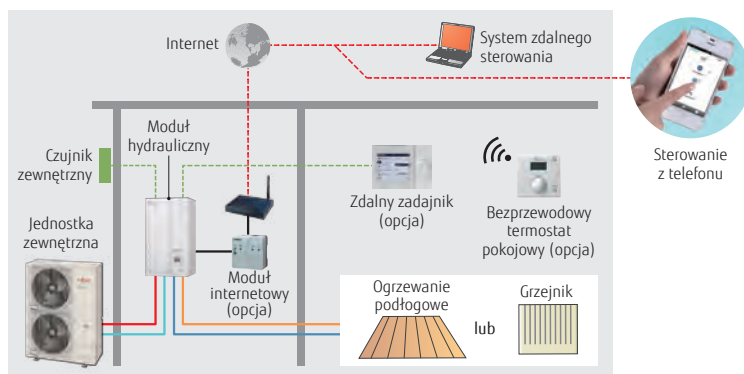 Internet
System zdalnego
sterowania
Sterowanie
z telefonu
Moduł
hydrauliczny
Czujnik
zewnętrzny
Zdalny zadajnik
(opcja)
Bezprzewodowy
termostat
pokojowy (opcja)
Jednostka
zewnętrzna
Moduł
internetowy
(opcja)
Ogrzewanie
podłogowe
lub
Grzejnik